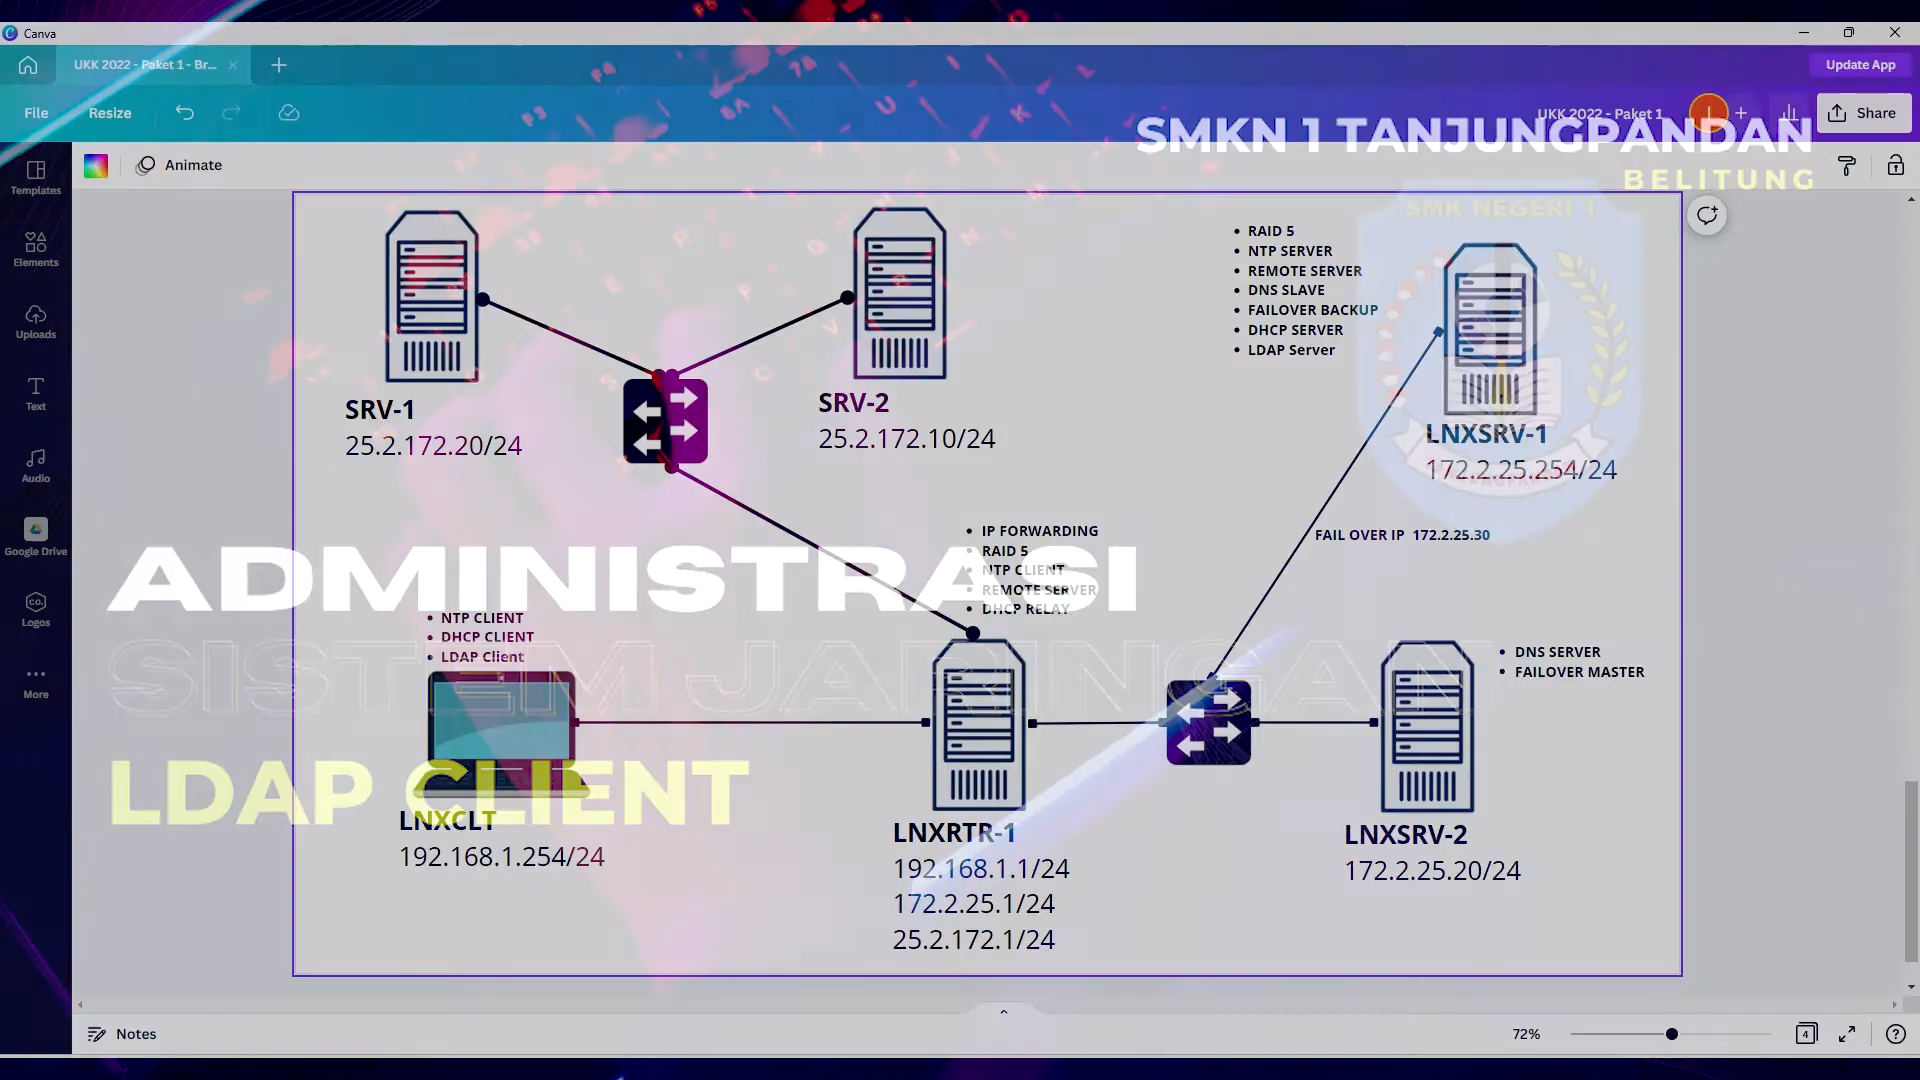 Canva
UKK 2022 - Paket 1 - Br...
Update App
File
Resize
UKK 2022 - Paket 1
Share
SMKN 1 TANJUNGPANDAN
BELITUNG
Animate
Templates
Elements
Uploads
Text
Audio
Google Drive
co.
Logos
More
SMK NEGERI 1
RAID 5
NTP SERVER
REMOTE SERVER
DNS SLAVE
FAILOVER BACKUP
DHCP SERVER
LDAP Server
SRV-1
25.2.172.20/24
SRV-2
25.2.172.10/24
LNXSRV-1
172.2.25.254/24
FAIL OVER IP 172.2.25.30
IP FORWARDING
RAID 5
NTP CLIENT
REMOTE SERVER
DHCP RELAY
ADMINISTRASI
SISTEM JARINGAN
LDAP CLIENT
NTP CLIENT
DHCP CLIENT
LDAP Client
LNXCLT
192.168.1.254/24
LNXRTR-1
192.168.1.1/24
172.2.25.1/24
25.2.172.1/24
DNS SERVER
FAILOVER MASTER
LNXSRV-2
172.2.25.20/24
Notes
72%
4